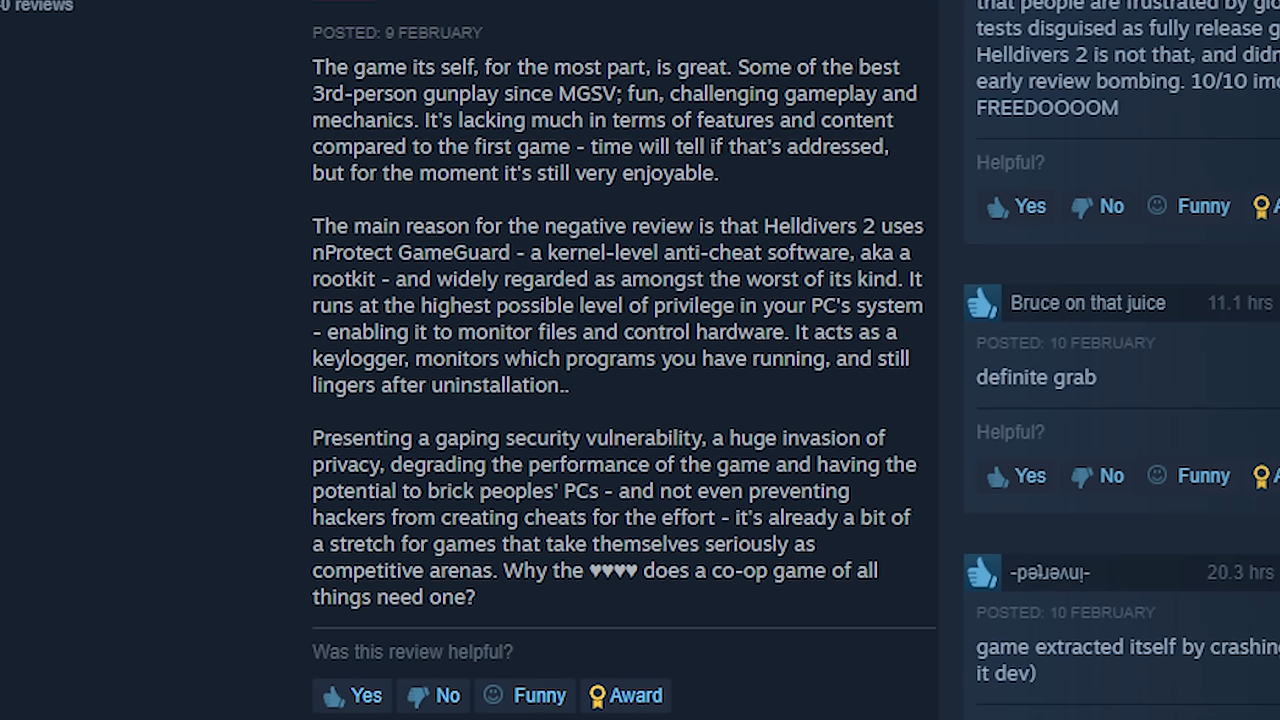 0 reviews
POSTED: 9 FEBRUARY
The game its self, for the most part, is great. Some of the best
3rd-person gunplay since MGSV; fun, challenging gameplay and
mechanics. It's lacking much in terms of features and content
compared to the first game - time will tell if that's addressed,
but for the moment it's still very enjoyable.
The main reason for the negative review is that Helldivers 2 uses
nProtect GameGuard - a kernel-level anti-cheat software, aka a
rootkit - and widely regarded as amongst the worst of its kind. It
runs at the highest possible level of privilege in your PC's system
- enabling it to monitor files and control hardware. It acts as a
keylogger, monitors which programs you have running, and still
lingers after uninstallation..
Presenting a gaping security vulnerability, a huge invasion of
privacy, degrading the performance of the game and having the
potential to brick peoples' PCs - and not even preventing
hackers from creating cheats for the effort - it's already a bit of
a stretch for games that take themselves seriously as
competitive arenas. Why the ♥♥♥♥ does a co-op game of all
things need one?
Was this review helpful?
Yes No Funny Award
that people are frustrated by
tests disguised as fully release
Helldivers 2 is not that, and
early review bombing. 10/10
FREEDOOOOM
Helpful?
Yes No Funny
Bruce on that juice 11.1 hrs
POSTED: 10 FEBRUARY
definite grab
Helpful?
Yes No Funny
20.3 hrs
POSTED: 10 FEBRUARY
game extracted itself by
it dev)